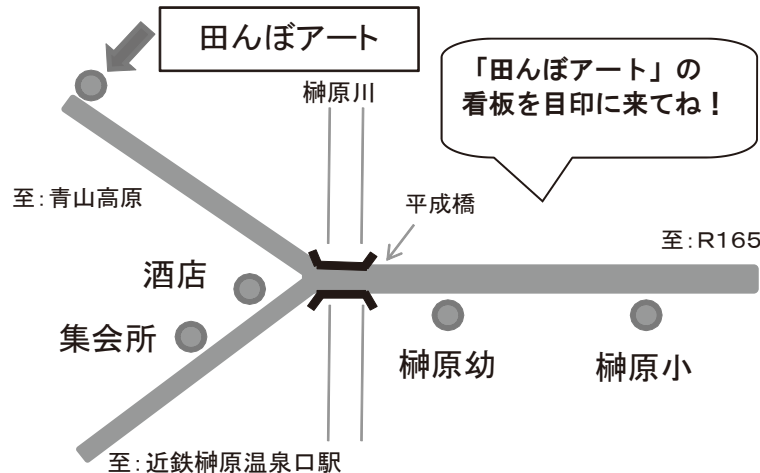 田んぼアート
「田んぼアート」の
看板を目印に来てね！
榊原川
至：青山高原
平成橋
至：R165
酒店
集会所
榊原幼
榊原小
至：近鉄榊原温泉口駅